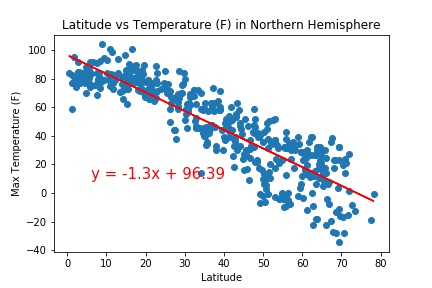 Latitude vs Temperature (F) in Northern Hemisphere
100
80
60
40
20
0
−20
−40
Max Temperature (F)
y = -1.3x + 96.39
0 10 20 30 40 50 60 70 80
Latitude